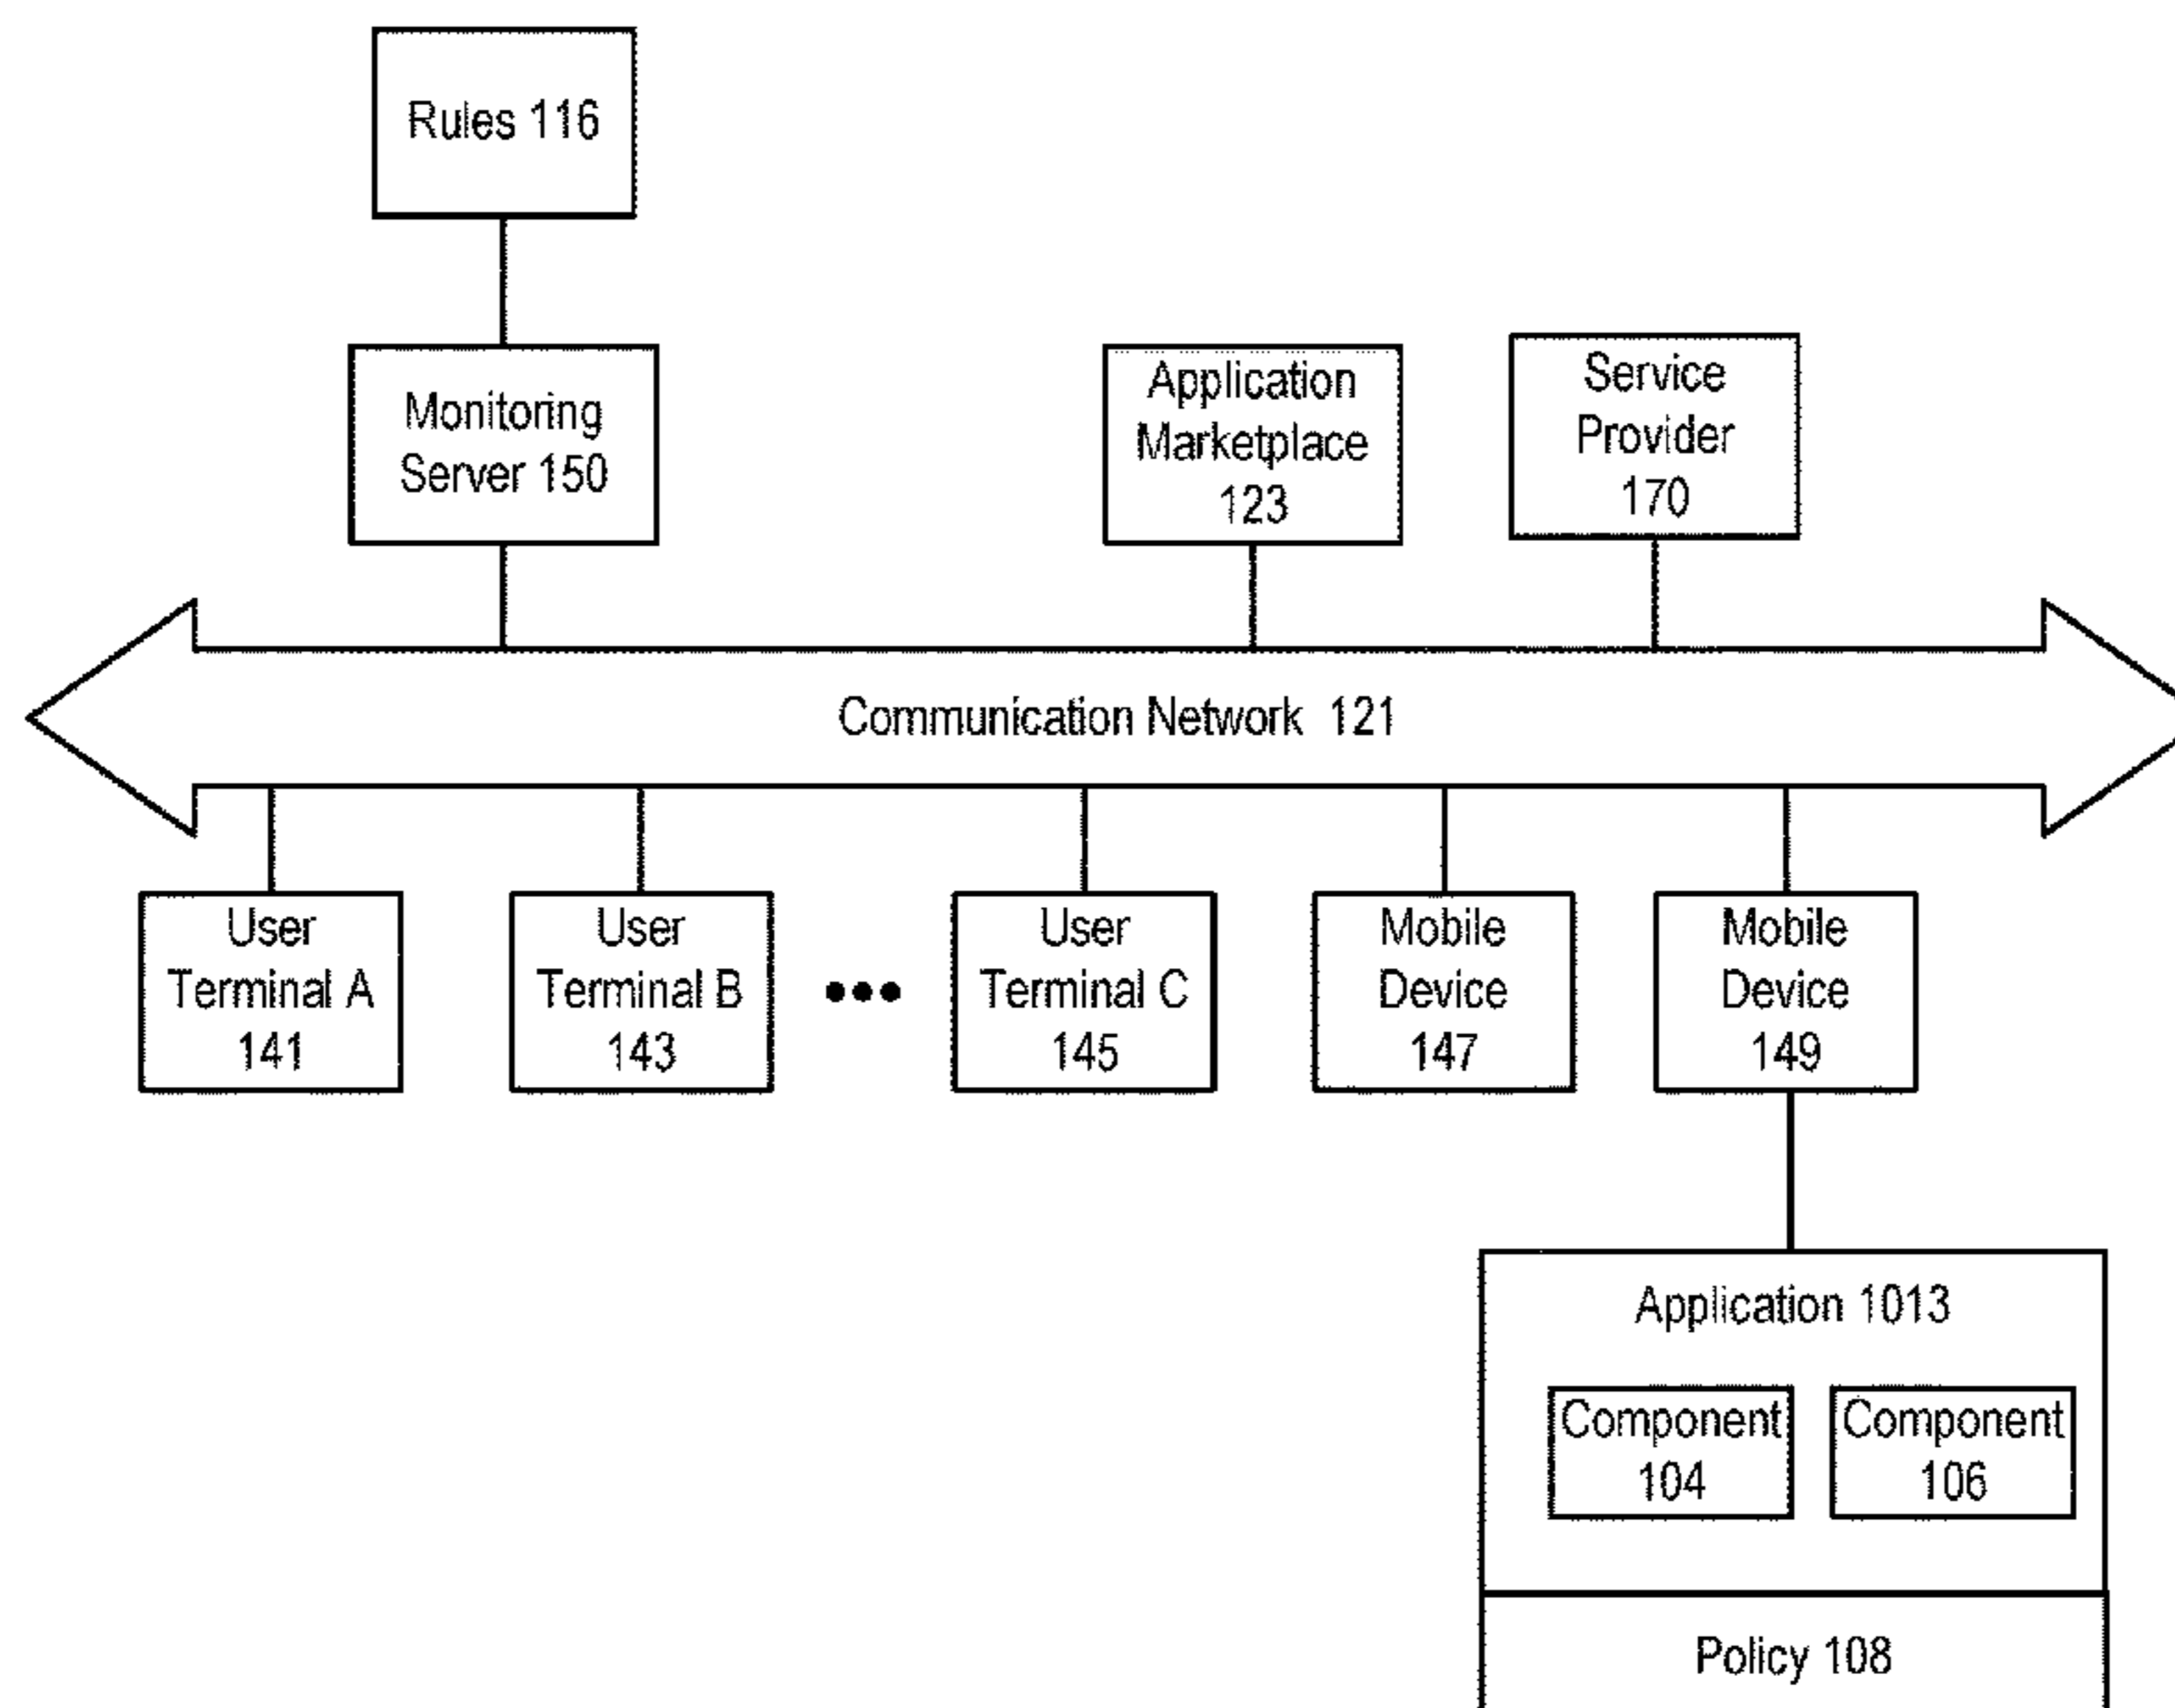 Rules 116
Monitoring
Server 150
Application
Marketplace
123
Service
Provider
170
Communication Network 121
User
Terminal A
141
User
Terminal B
143
•••
User
Terminal C
145
Mobile
Device
147
Mobile
Device
149
Application 1013
Component
104
Component
106
Policy 108